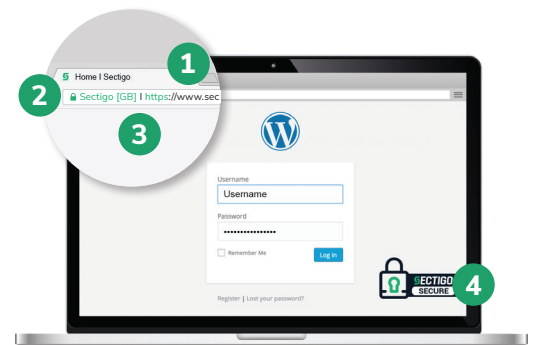 1
Home I Sectigo
2
Sectigo [GB] I https://www.sec
3
Username
Username
Password
Remember Me
Log In
SECTIGO
SECURE
4
Register | Lost your password?